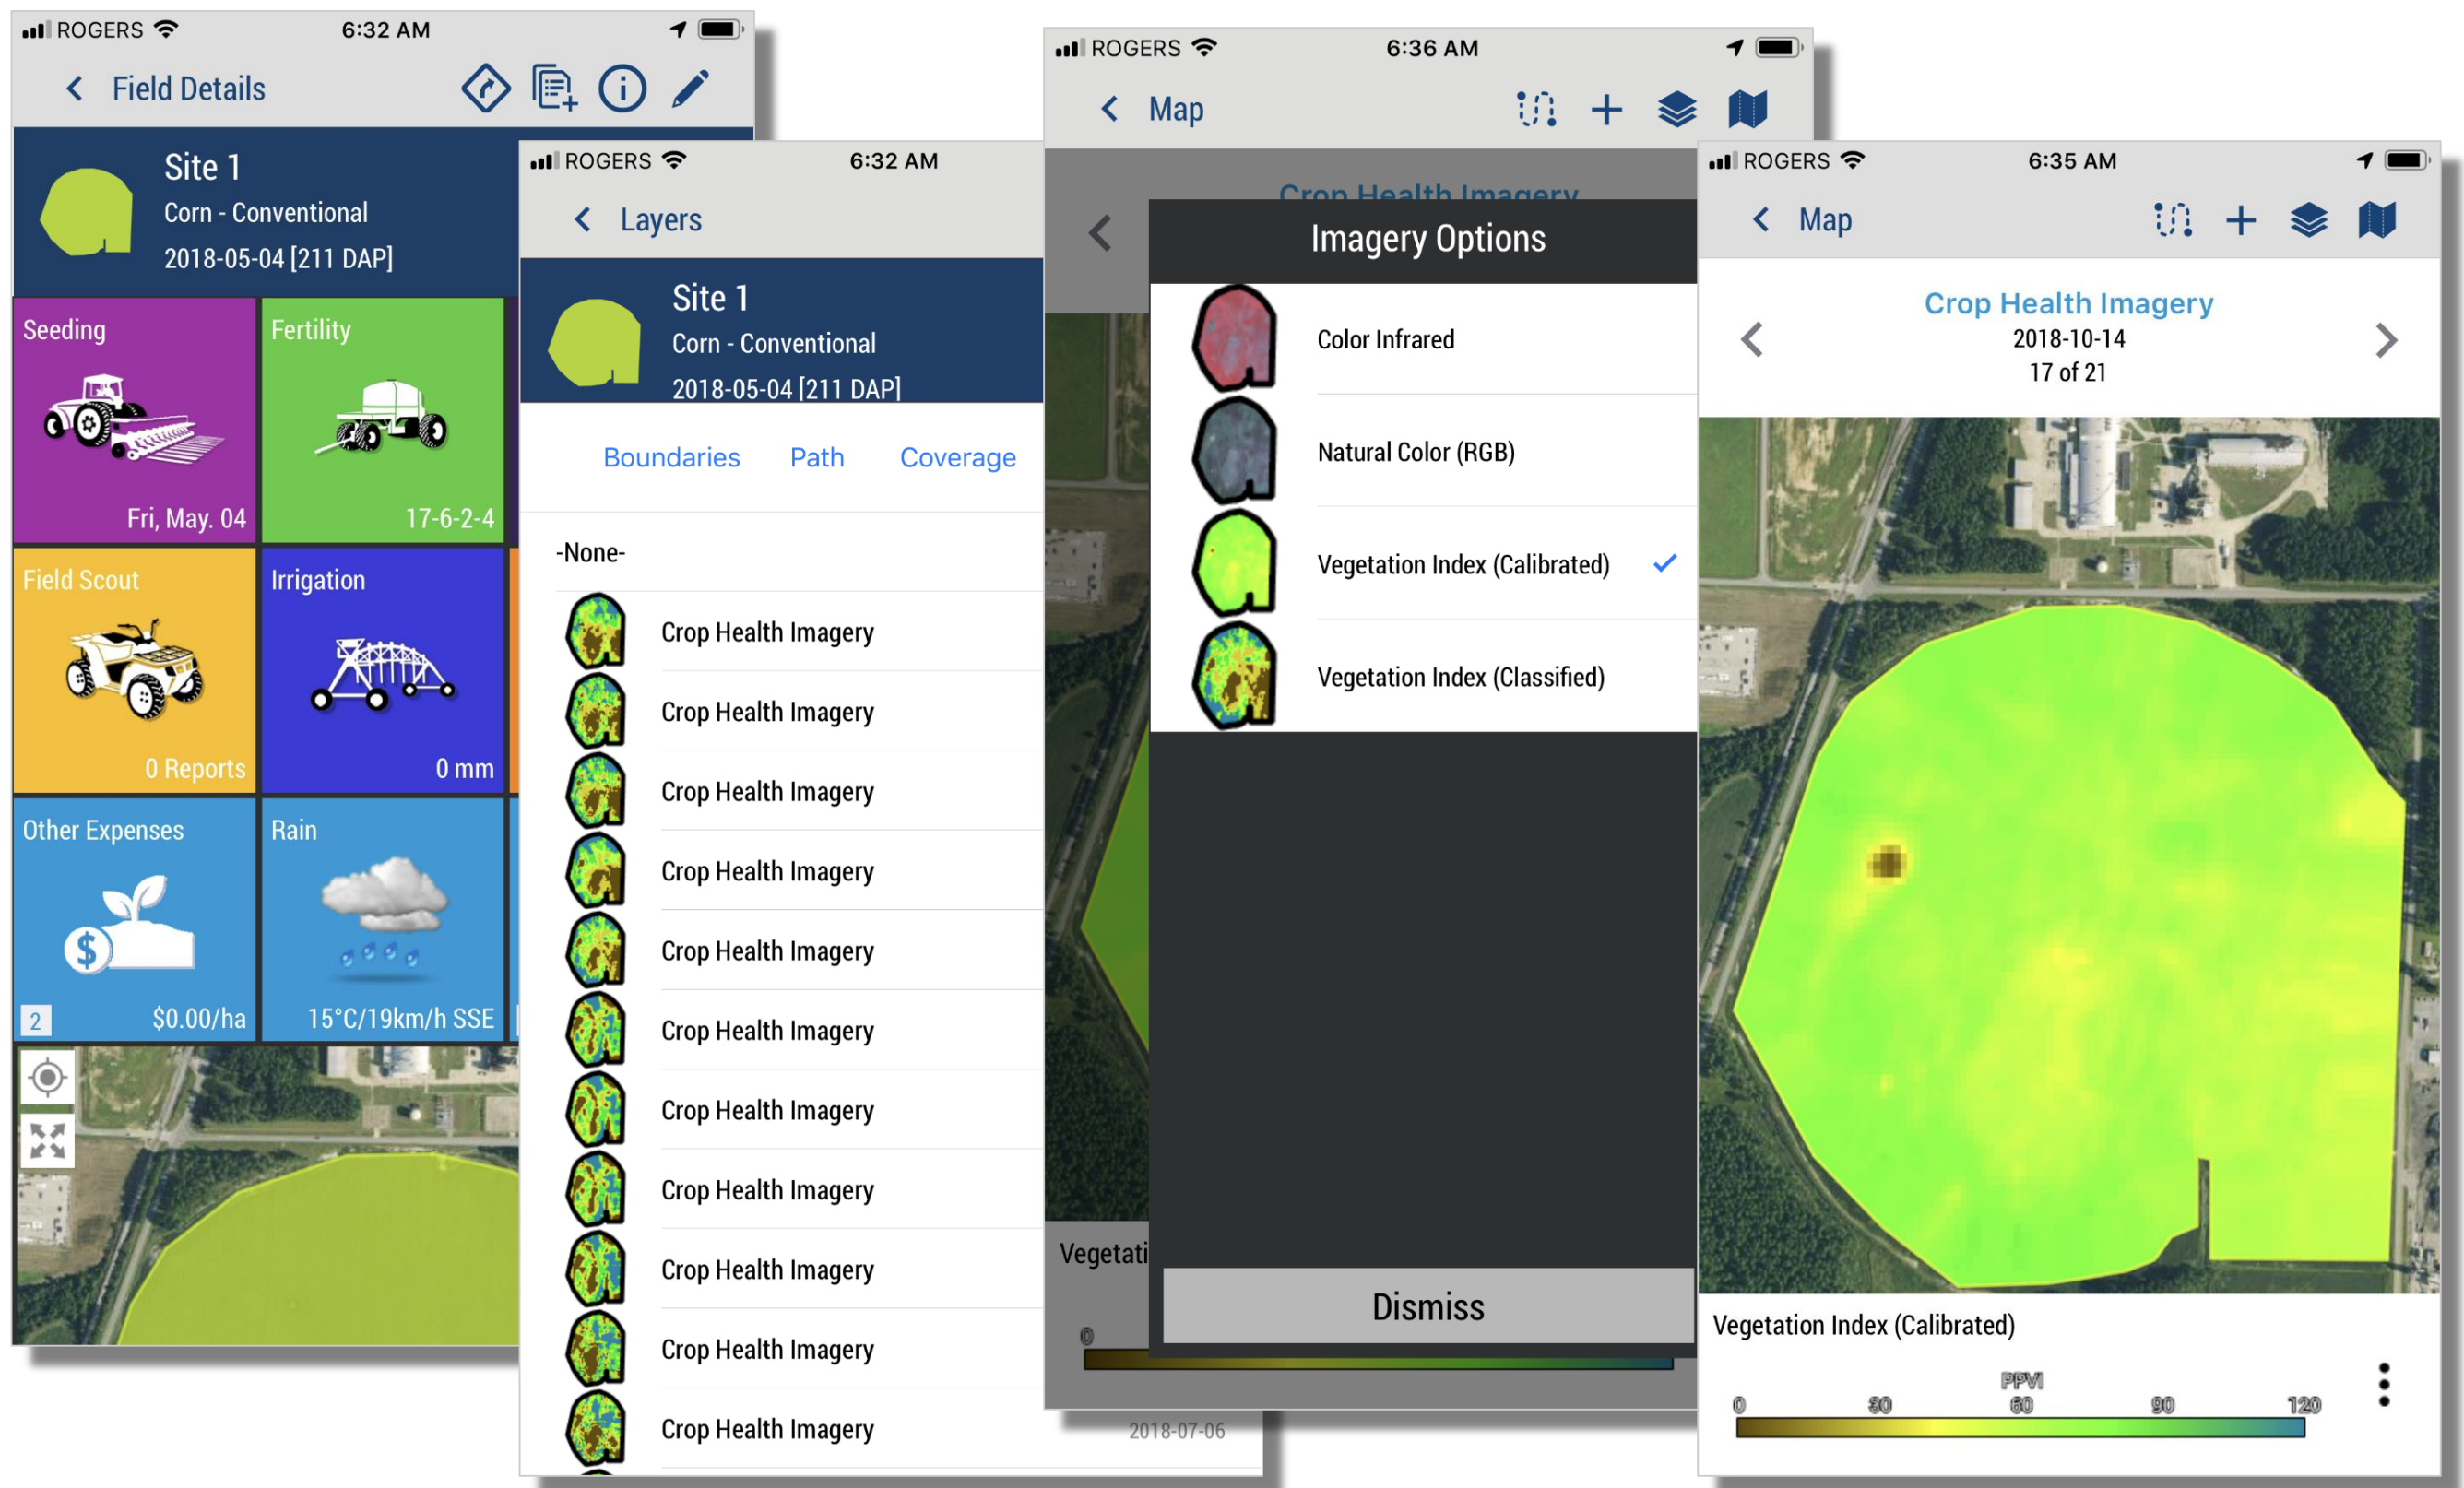 ROGERS 6:32 AM
Field Details
Site 1
Corn - Conventional
2018-05-04 [211 DAP]
Seeding
Fri, May. 04
Fertility
17-6-2-4
Field Scout
0 Reports
Irrigation
0 mm
Other Expenses
2 $0.00/ha
Rain
15°C/19km/h SSE
ROGERS 6:32 AM
Layers
Site 1
Corn - Conventional
2018-05-04 [211 DAP]
Boundaries Path Coverage
-None-
Crop Health Imagery
Crop Health Imagery
Crop Health Imagery
Crop Health Imagery
Crop Health Imagery
Crop Health Imagery
Crop Health Imagery
Crop Health Imagery
Crop Health Imagery
Crop Health Imagery
Crop Health Imagery 2018-07-06
ROGERS 6:36 AM
Map
Crop Health Imagery
Imagery Options
Color Infrared
Natural Color (RGB)
Vegetation Index (Calibrated)
Vegetation Index (Classified)
Vegetati
0
Dismiss
ROGERS 6:35 AM
Map
Crop Health Imagery
2018-10-14
17 of 21
Vegetation Index (Calibrated)
PPVI
0 30 60 90 120